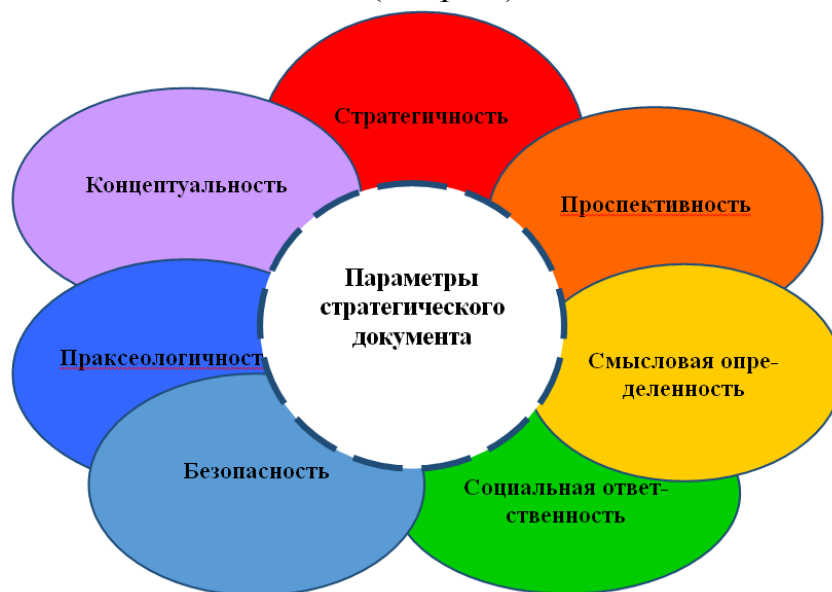 Стратегичность
Концептуальность
Проспективность
Параметры
стратегического
документа
Праксеологичност
Смысловая опре-
деленность
Безопасность
Социальная ответ-
ственность